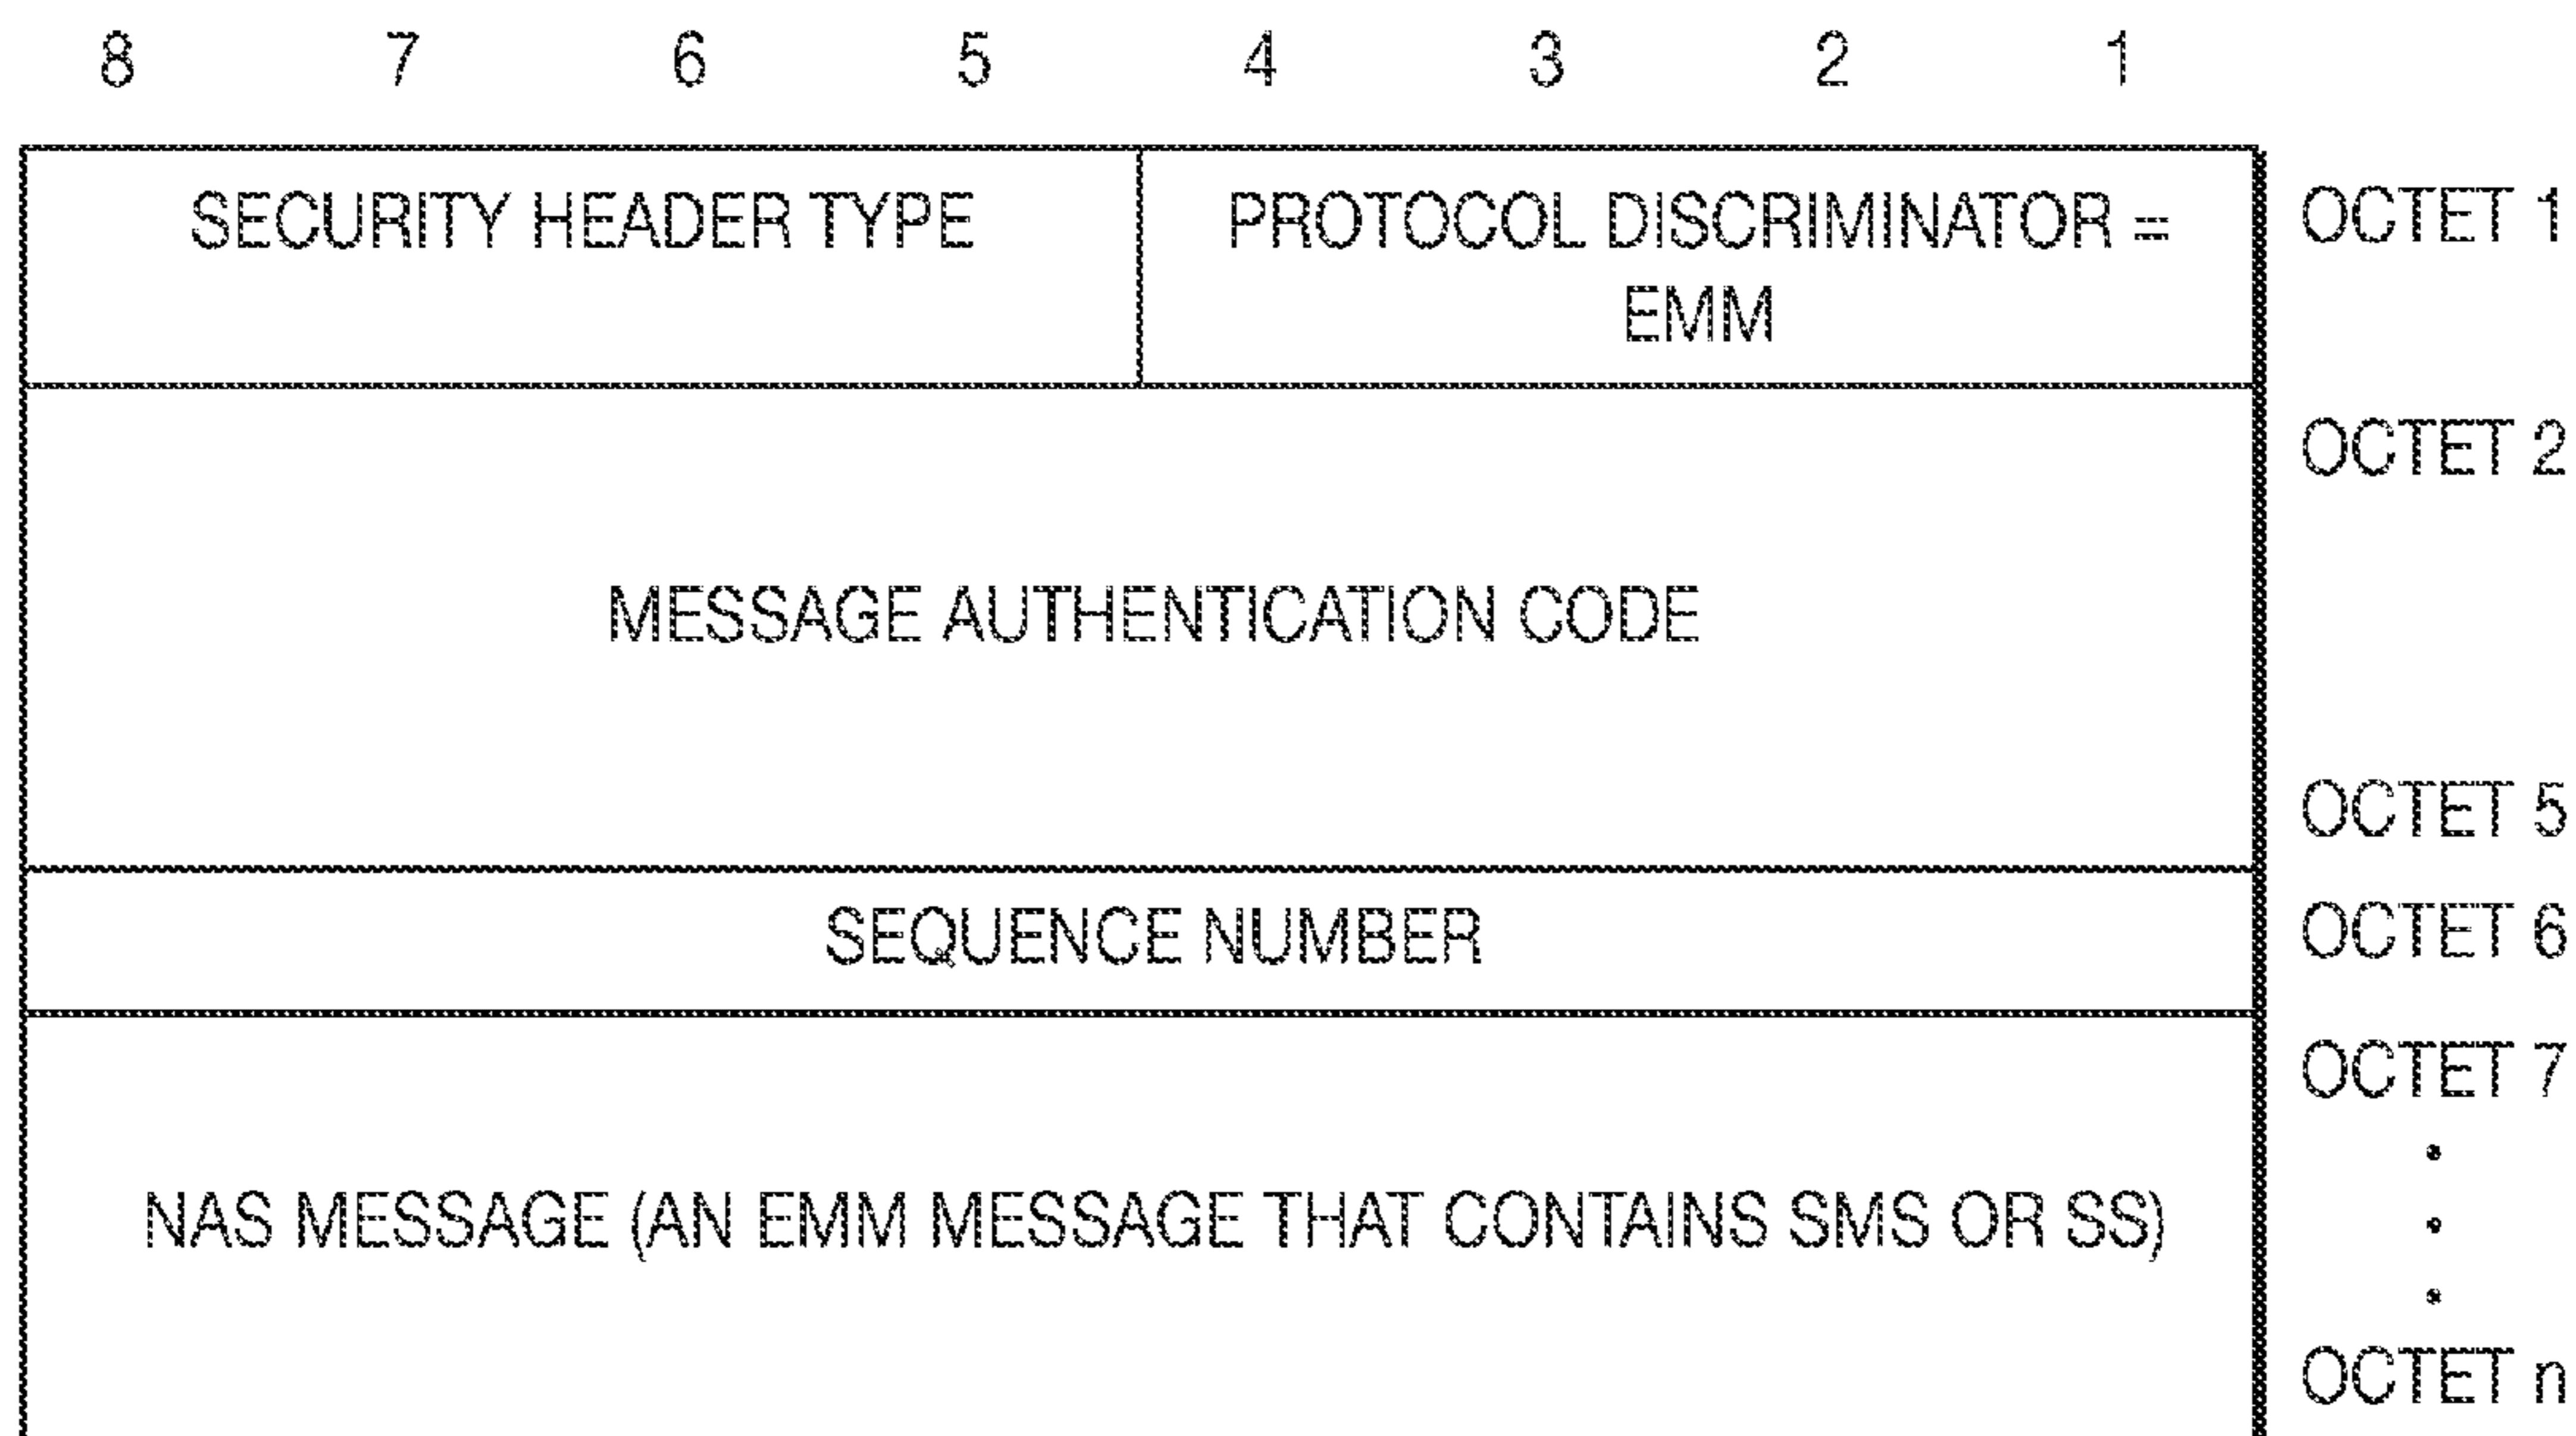 8 7 6 5 4 3 2 1
SECURITY HEADER TYPE PROTOCOL DISCRIMINATOR = OCTET 1
EMM
OCTET 2
MESSAGE AUTHENTICATION CODE
OCTET 5
SEQUENCE NUMBER OCTET 6
OCTET 7
NAS MESSAGE (AN EMM MESSAGE THAT CONTAINS SMS OR SS)
OCTET n